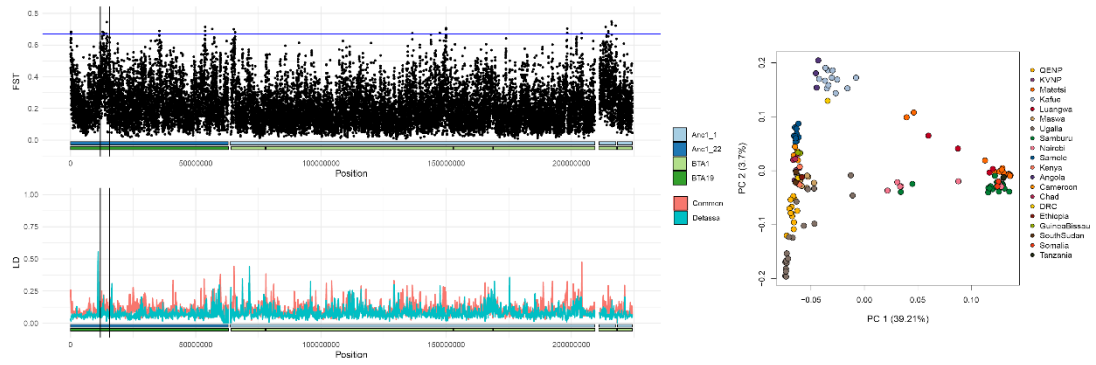 0.8
0.6
0.4
0.2
0.0
FST
0 50000000 100000000 150000000 200000000
Position
1.00
0.75
0.50
0.25
0.00
LD
0 50000000 100000000 150000000 200000000
Position
Anc1_1
Anc1_22
BTA1
BTA19
Common
Defassa
0.2
0.1
0.0
−0.1
−0.2
PC 2 (3.7%)
−0.05 0.00 0.05 0.10
PC 1 (39.21%)
QENP
KVNP
Matetsi
Kafue
Luangwa
Maswa
Ugalla
Samburu
Nairobi
Samole
Kenya
Angola
Cameroon
Chad
DRC
Ethiopia
GuineaBissau
SouthSudan
Somalia
Tanzania